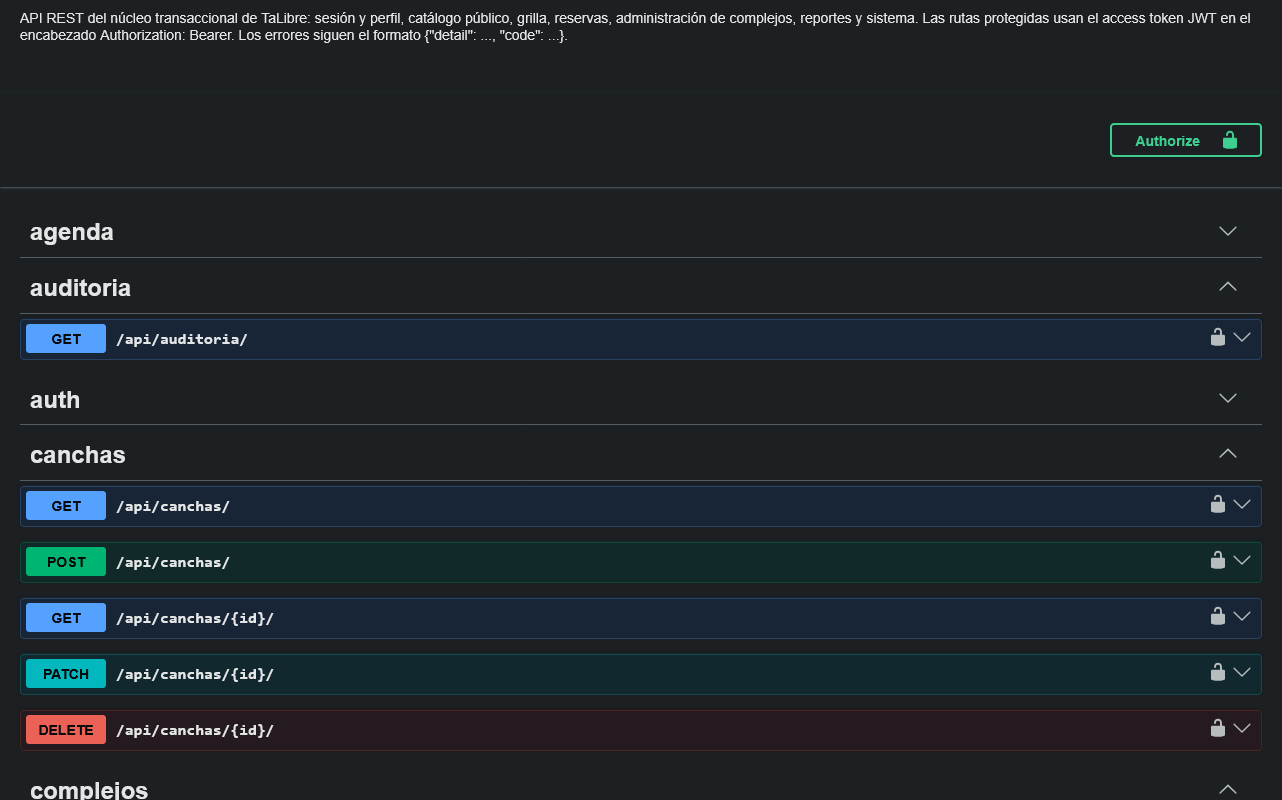 API REST del núcleo transaccional de TaLibre: sesión y perfil, catálogo público, grilla, reservas, administración de complejos, reportes y sistema. Las rutas protegidas usan el access token JWT en el
encabezado Authorization: Bearer. Los errores siguen el formato {"detail": ..., "code": ...}.
Authorize
agenda
auditoria
GET /api/auditoria/
auth
canchas
GET /api/canchas/
POST /api/canchas/
GET /api/canchas/{id}/
PATCH /api/canchas/{id}/
DELETE /api/canchas/{id}/
complejos